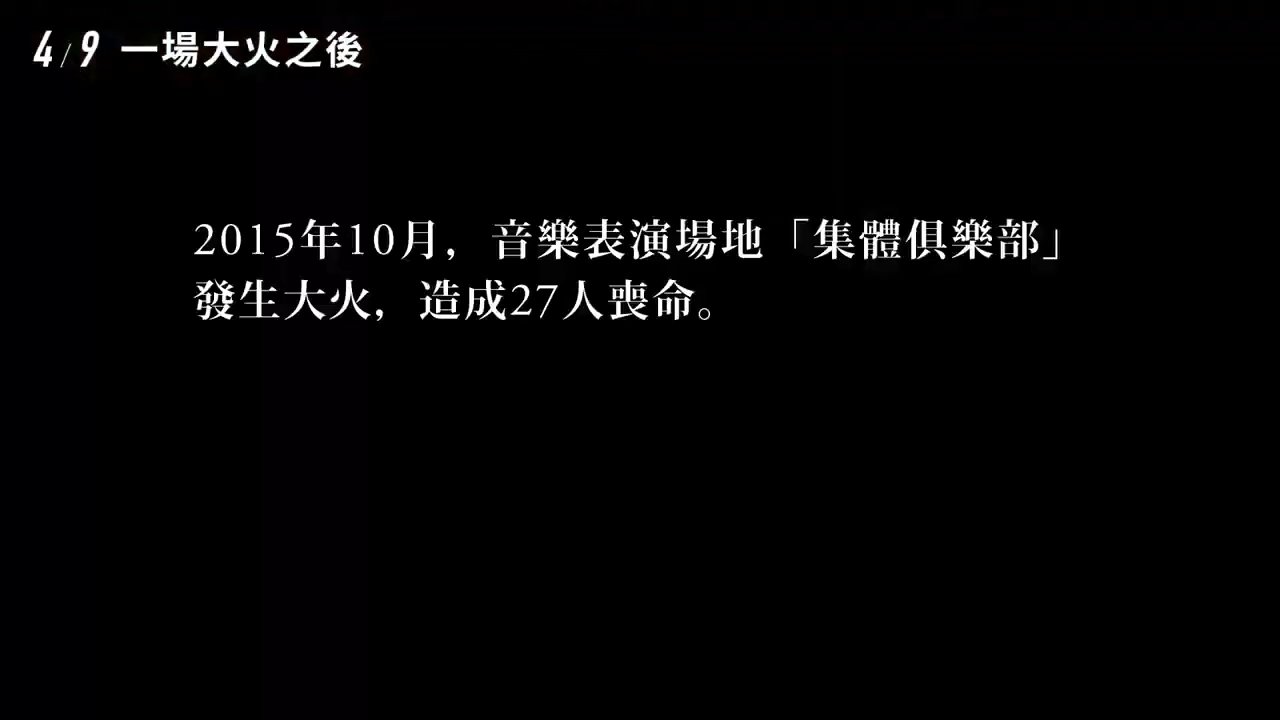 4/9 一場大火之後
2015年10月，音樂表演場地「集體俱樂部」
發生大火，造成27人喪命。